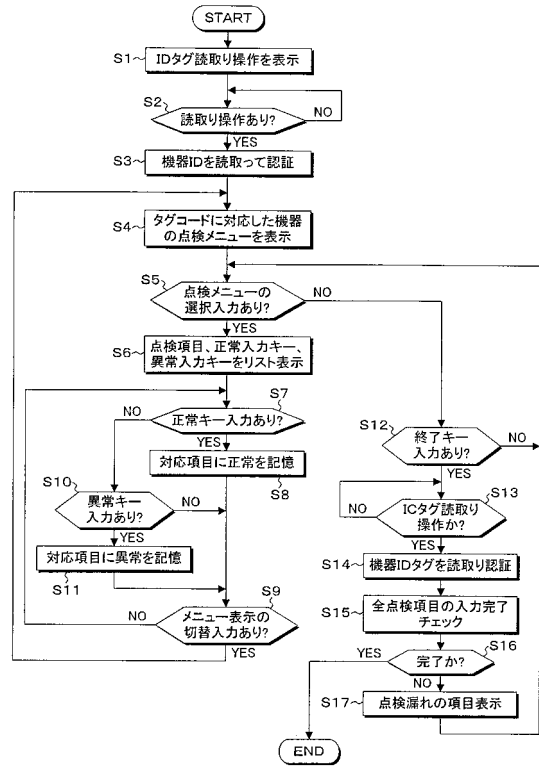 START
S1
IDタグ読取り操作を表示
S2
読取り操作あり?
NO
YES
S3
機器IDを読取って認証
S4
タグコードに対応した機器
の点検メニューを表示
S5
点検メニューの
選択入力あり?
NO
YES
S6
点検項目、正常入力キー、
異常入力キーをリスト表示
S7
正常キー入力あり?
NO
YES
対応項目に正常を記憶
S8
S10
異常キー
入力あり?
NO
YES
対応項目に異常を記憶
S11
S9
メニュー表示の
切替入力あり?
NO
YES
S12
終了キー
入力あり?
NO
YES
S13
ICタグ読取り
操作か?
NO
YES
S14
機器IDタグを読取り認証
S15
全点検項目の入力完了
チェック
S16
完了か?
YES
NO
S17
点検漏れの項目表示
END